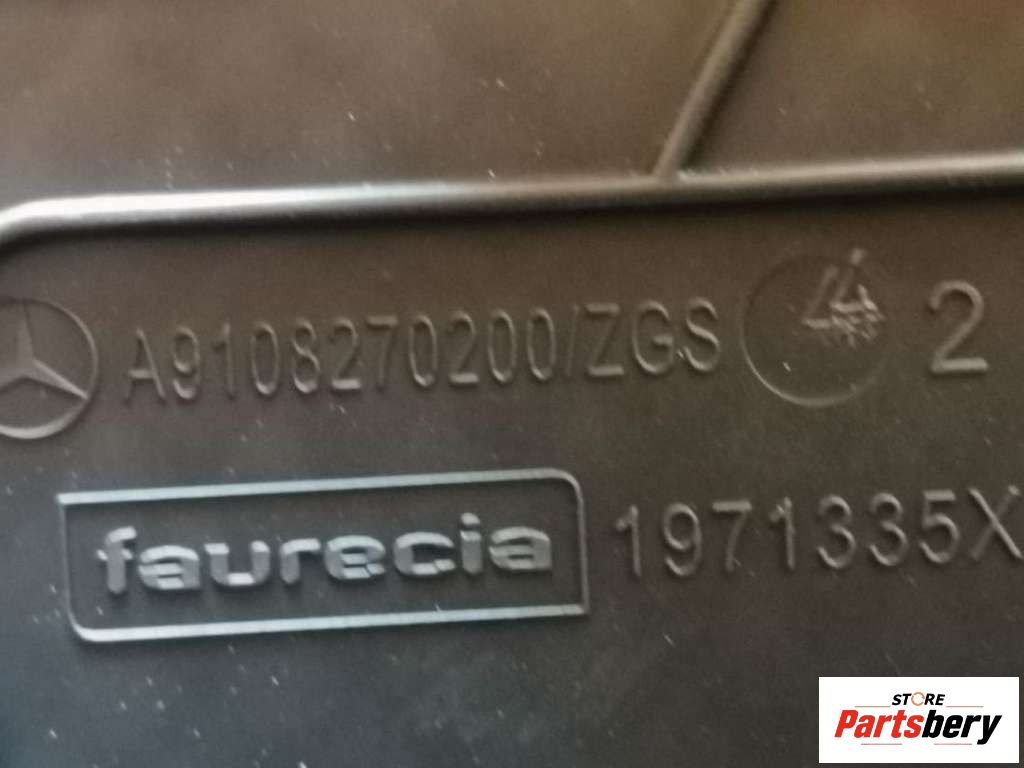 A9108270200/ZGS 2
faurecia 1971335X
STORE
Partsbery